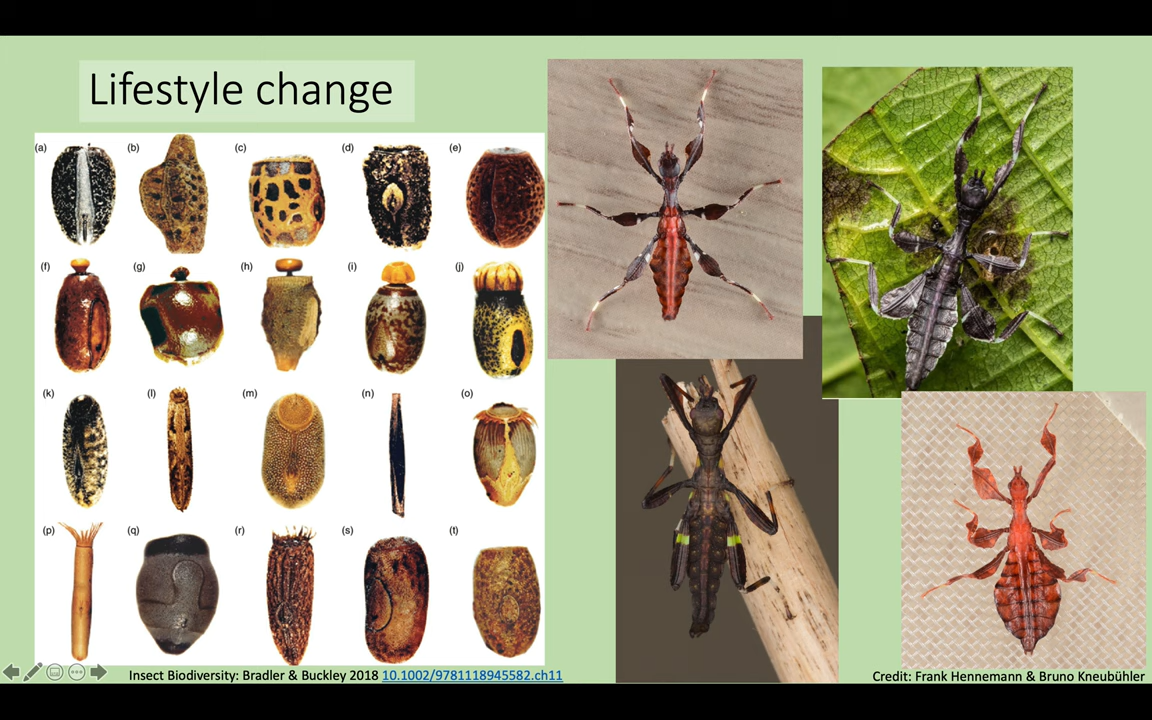 Lifestyle change
(a) (b) (c) (d) (e)
(f) (g) (h) (i) (j)
(k) (l) (m) (n) (o)
(p) (q) (r) (s) (t)
Insect Biodiversity: Bradler & Buckley 2018 10.1002/9781118945582.ch11
Credit: Frank Hennemann & Bruno Kneubühler